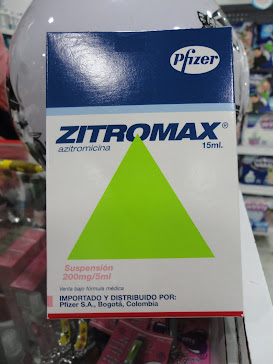 Pfizer
ZITROMAX®
azitromicina
15ml.
Suspensión
200mg/5ml
Venta bajo fórmula médica
IMPORTADO Y DISTRIBUIDO POR:
Pfizer S.A., Bogotá, Colombia